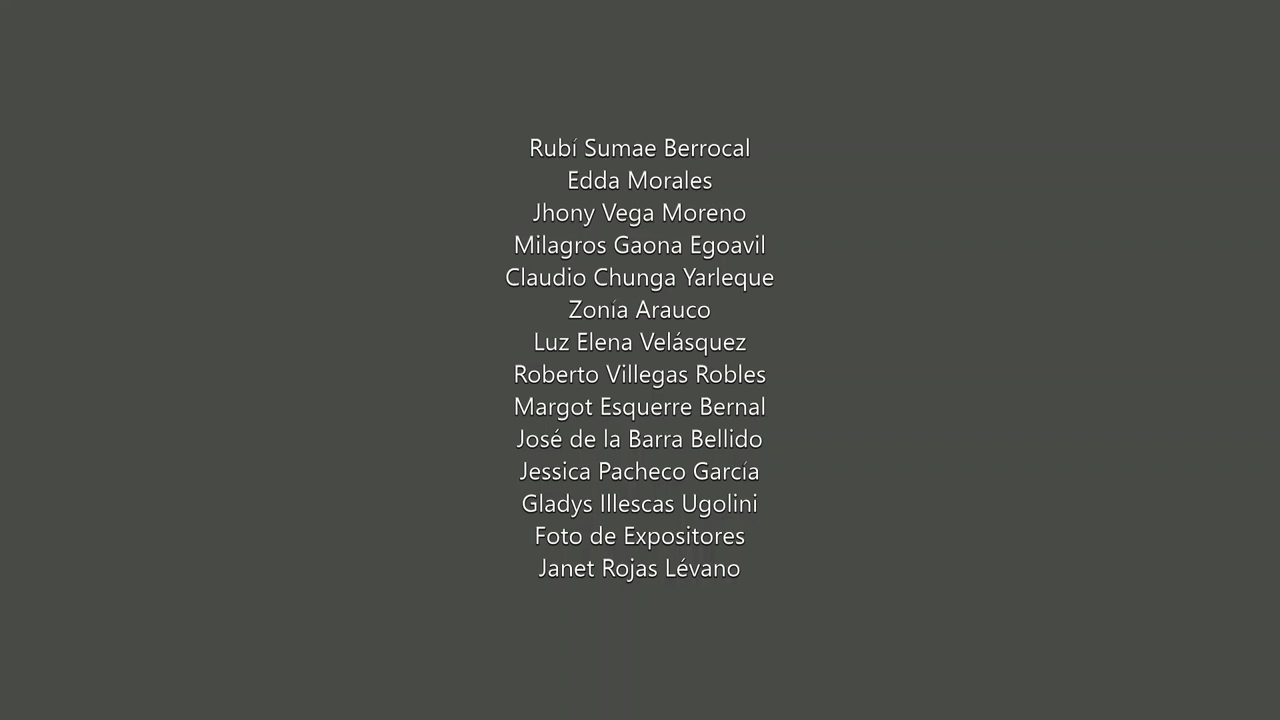 Rubí Sumae Berrocal
Edda Morales
Jhony Vega Moreno
Milagros Gaona Egoavil
Claudio Chunga Yarleque
Zonía Arauco
Luz Elena Velásquez
Roberto Villegas Robles
Margot Esquerre Bernal
José de la Barra Bellido
Jessica Pacheco García
Gladys Illescas Ugolini
Foto de Expositores
Janet Rojas Lévano